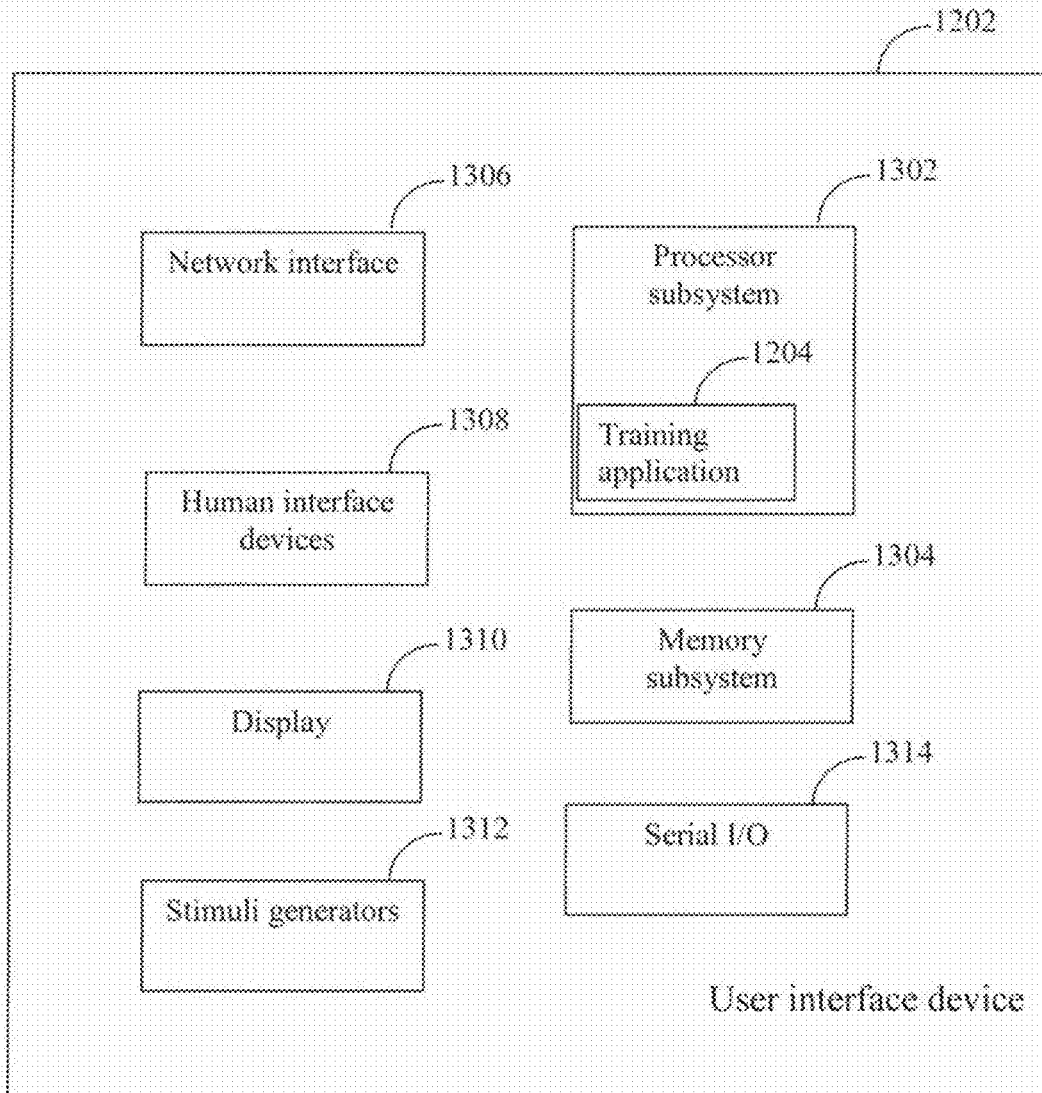 1202
1306
Network interface
1302
Processor
subsystem
1204
Training
application
1308
Human interface
devices
1304
Memory
subsystem
1310
Display
1314
Serial I/O
1312
Stimuli generators
User interface device